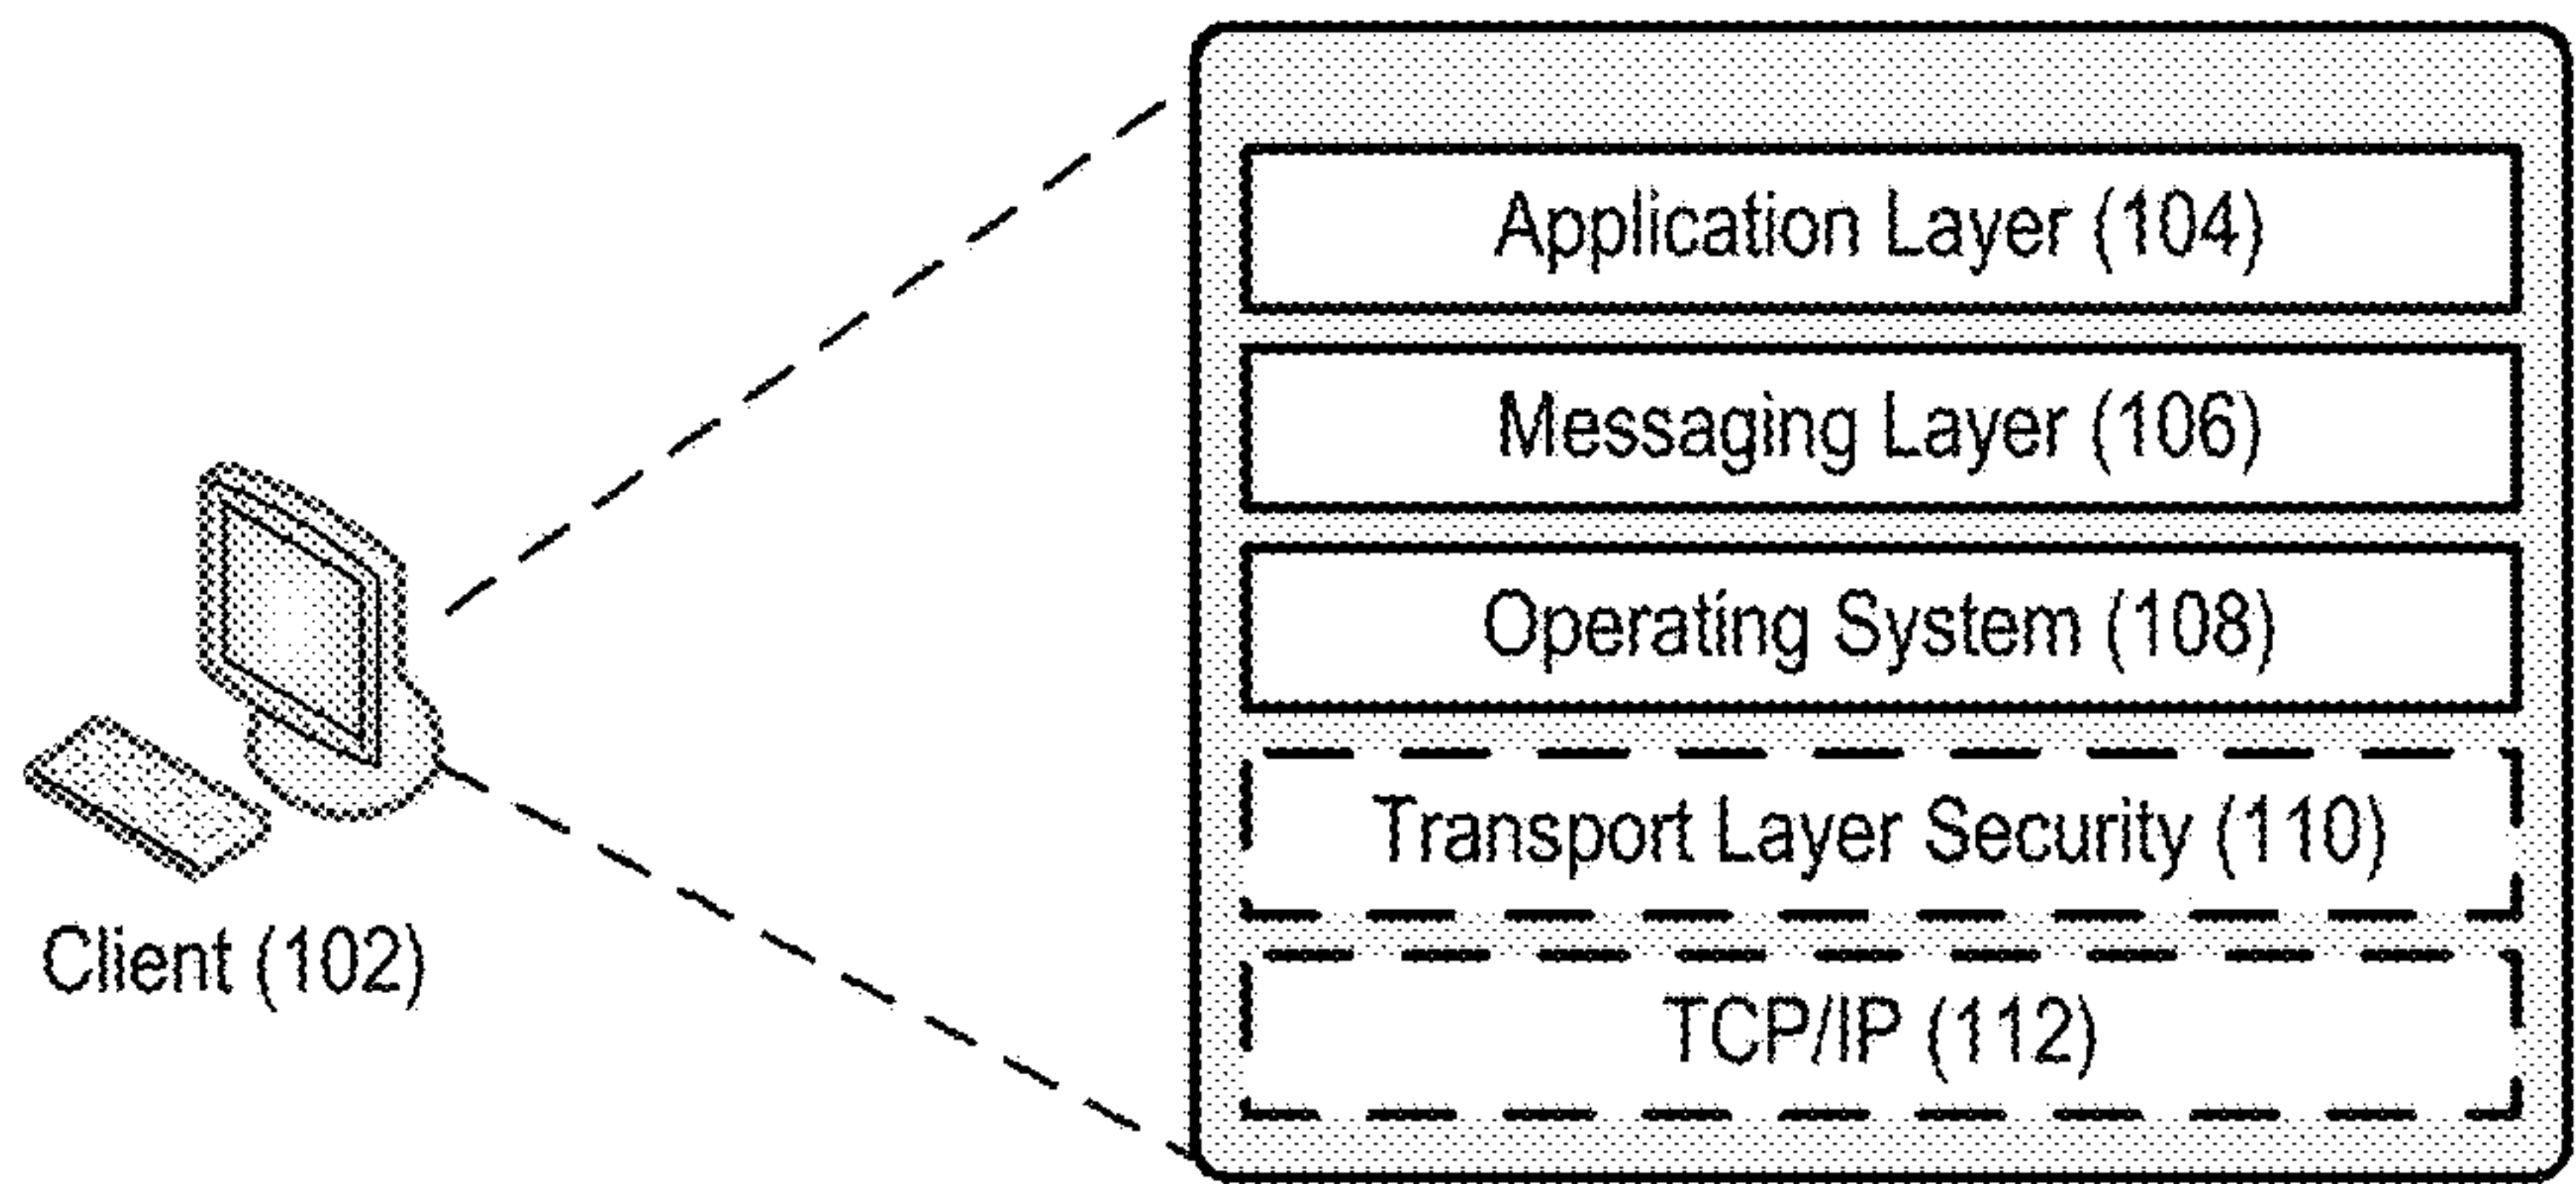 Application Layer (104)
Messaging Layer (106)
Operating System (108)
Transport Layer Security (110)
TCP/IP (112)
Client (102)